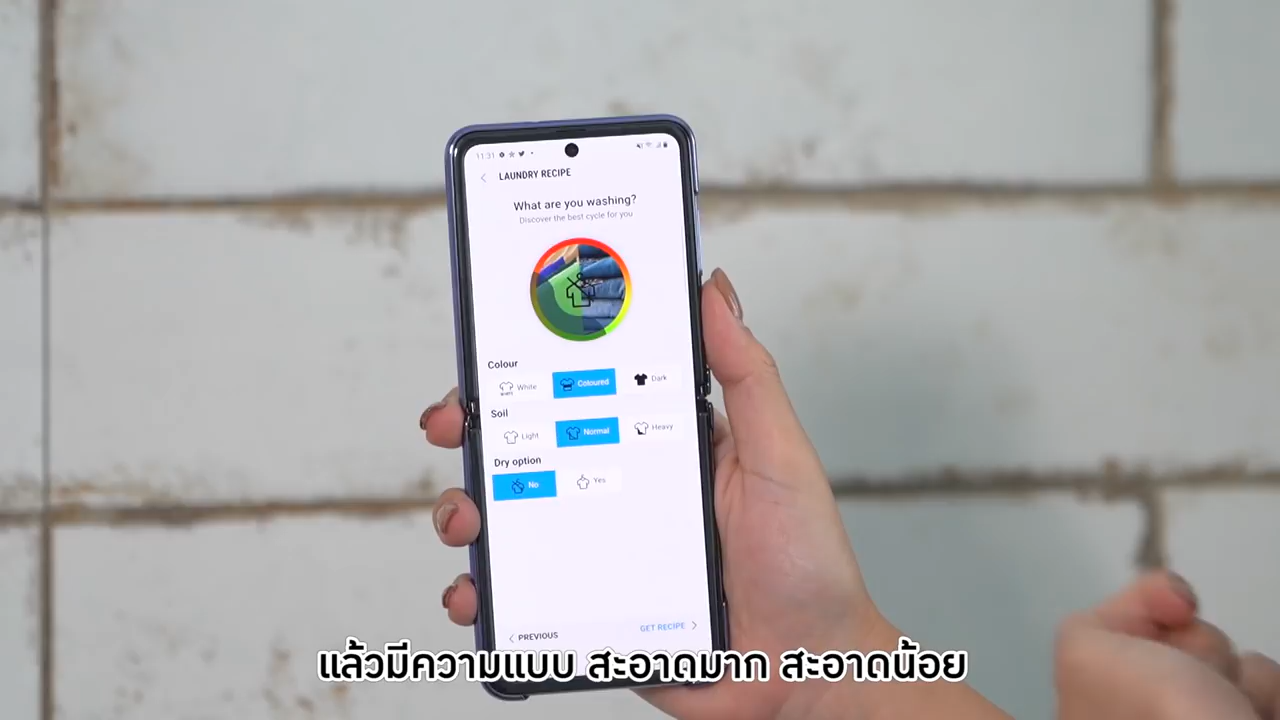 11:31
LAUNDRY RECIPE
What are you washing?
Discover the best cycle for you
Colour
White
Coloured
Dark
Soil
Light
Normal
Heavy
Dry option
No
Yes
PREVIOUS
GET RECIPE
แล้วมีความแบบ สะอาดมาก สะอาดน้อย